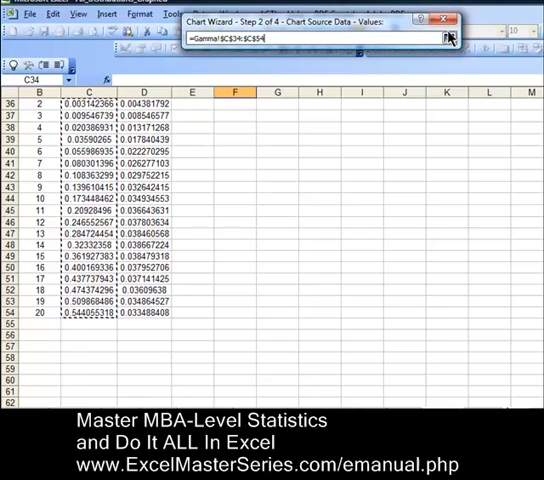 Chart Wizard - Step 2 of 4 - Chart Source Data - Values:
=Gamma!$C$34:$C$54
File Edit View Insert Format Tools
C34 fx
B C D E F G H I J K L M
36 2 0.003142366 0.004381792
37 3 0.009546739 0.008546577
38 4 0.020386931 0.013171268
39 5 0.03590265 0.017840439
40 6 0.055986935 0.022270295
41 7 0.080301396 0.026277103
42 8 0.108363299 0.029752215
43 9 0.139610415 0.032642415
44 10 0.173448462 0.034934553
45 11 0.20928496 0.036643631
46 12 0.246552567 0.037803634
47 13 0.284724454 0.038460568
48 14 0.32332358 0.038667224
49 15 0.361927383 0.038479318
50 16 0.400169336 0.037952706
51 17 0.437737943 0.037141425
52 18 0.474374296 0.03609638
53 19 0.509868486 0.034864527
54 20 0.544055318 0.033488408
55
56
57
58
59
60
61
62
Master MBA-Level Statistics
and Do It ALL In Excel
www.ExcelMasterSeries.com/emanual.php